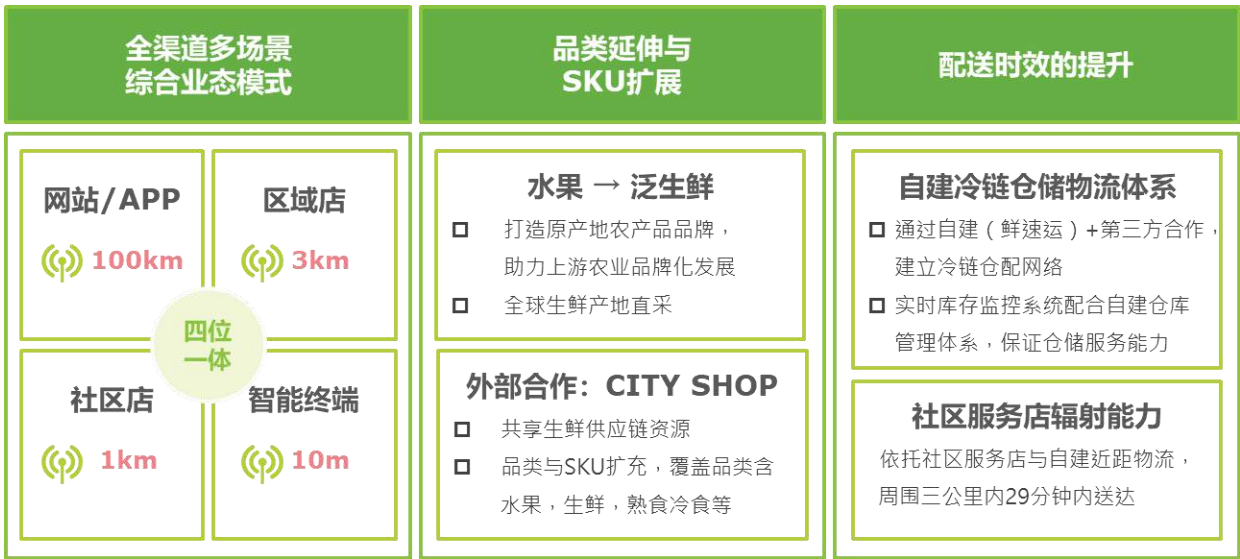 全渠道多场景
综合业态模式
网站/APP
100km
区域店
3km
四位
一体
社区店
1km
智能终端
10m
品类延伸与
SKU扩展
水果 → 泛生鲜
打造原产地农产品品牌，
助力上游农业品牌化发展
全球生鲜产地直采
外部合作：CITY SHOP
共享生鲜供应链资源
品类与SKU扩充，覆盖品类含
水果，生鲜，熟食冷食等
配送时效的提升
自建冷链仓储物流体系
通过自建（鲜速运）+第三方合作，
建立冷链仓配网络
实时库存监控系统配合自建仓库
管理体系，保证仓储服务能力
社区服务店辐射能力
依托社区服务店与自建近距物流，
周围三公里内29分钟内送达